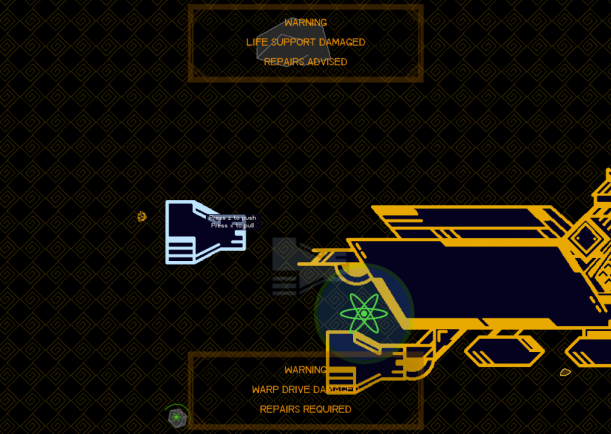 WARNING
LIFE SUPPORT DAMAGED
REPAIRS ADVISED
Press z to push
Press x to pull
WARNING
WARP DRIVE DAMAGED
REPAIRS REQUIRED